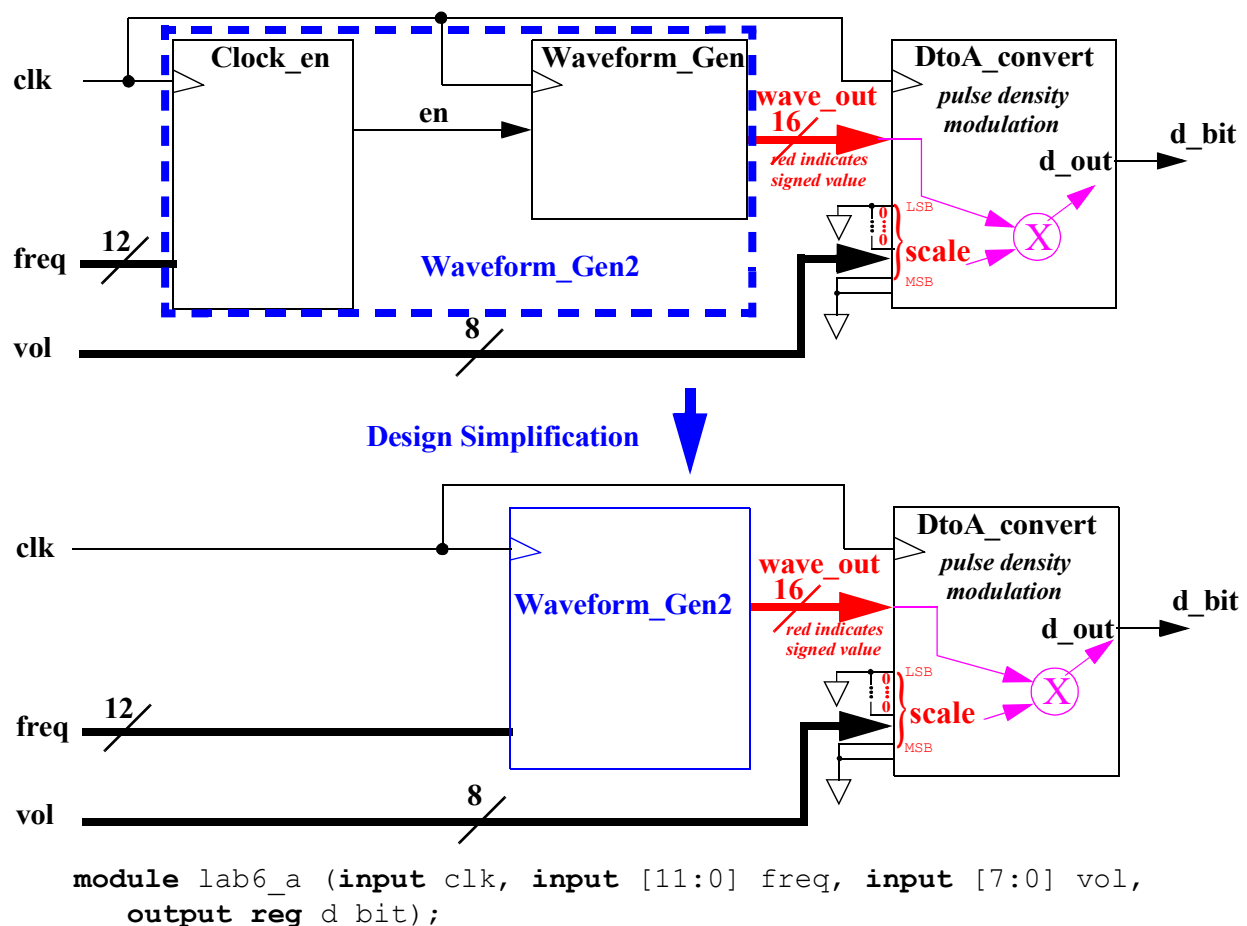 Clock_en
Waveform_Gen
DtoA_convert
clk
pulse density
modulation
wave_out
16
en
d_bit
red indicates
signed value
d_out
LSB
0
0
X
12
freq
Waveform_Gen2
scale
MSB
8
vol
Design Simplification
DtoA_convert
clk
pulse density
modulation
wave_out
16
Waveform_Gen2
d_bit
red indicates
signed value
d_out
LSB
0
0
X
12
freq
scale
MSB
8
vol
module lab6_a (input clk, input [11:0] freq, input [7:0] vol,
output reg d bit);